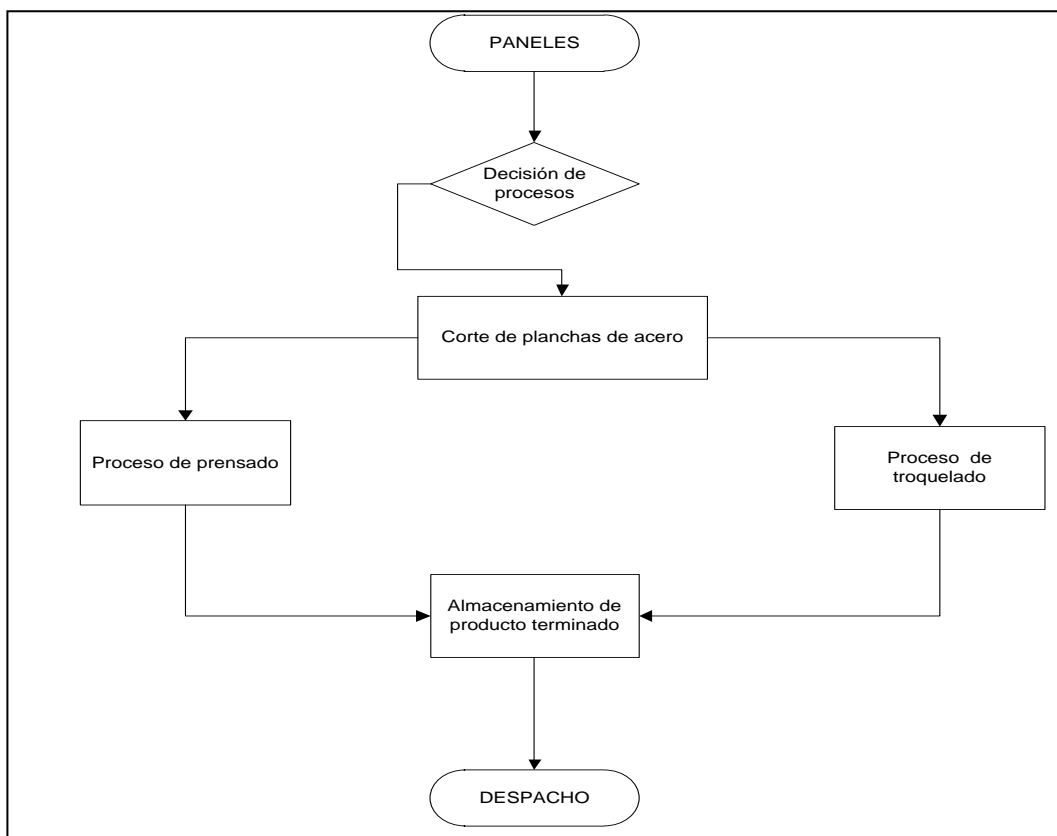 PANELES
Decisión de
procesos
Corte de planchas de acero
Proceso de prensado
Proceso de
troquelado
Almacenamiento de
producto terminado
DESPACHO